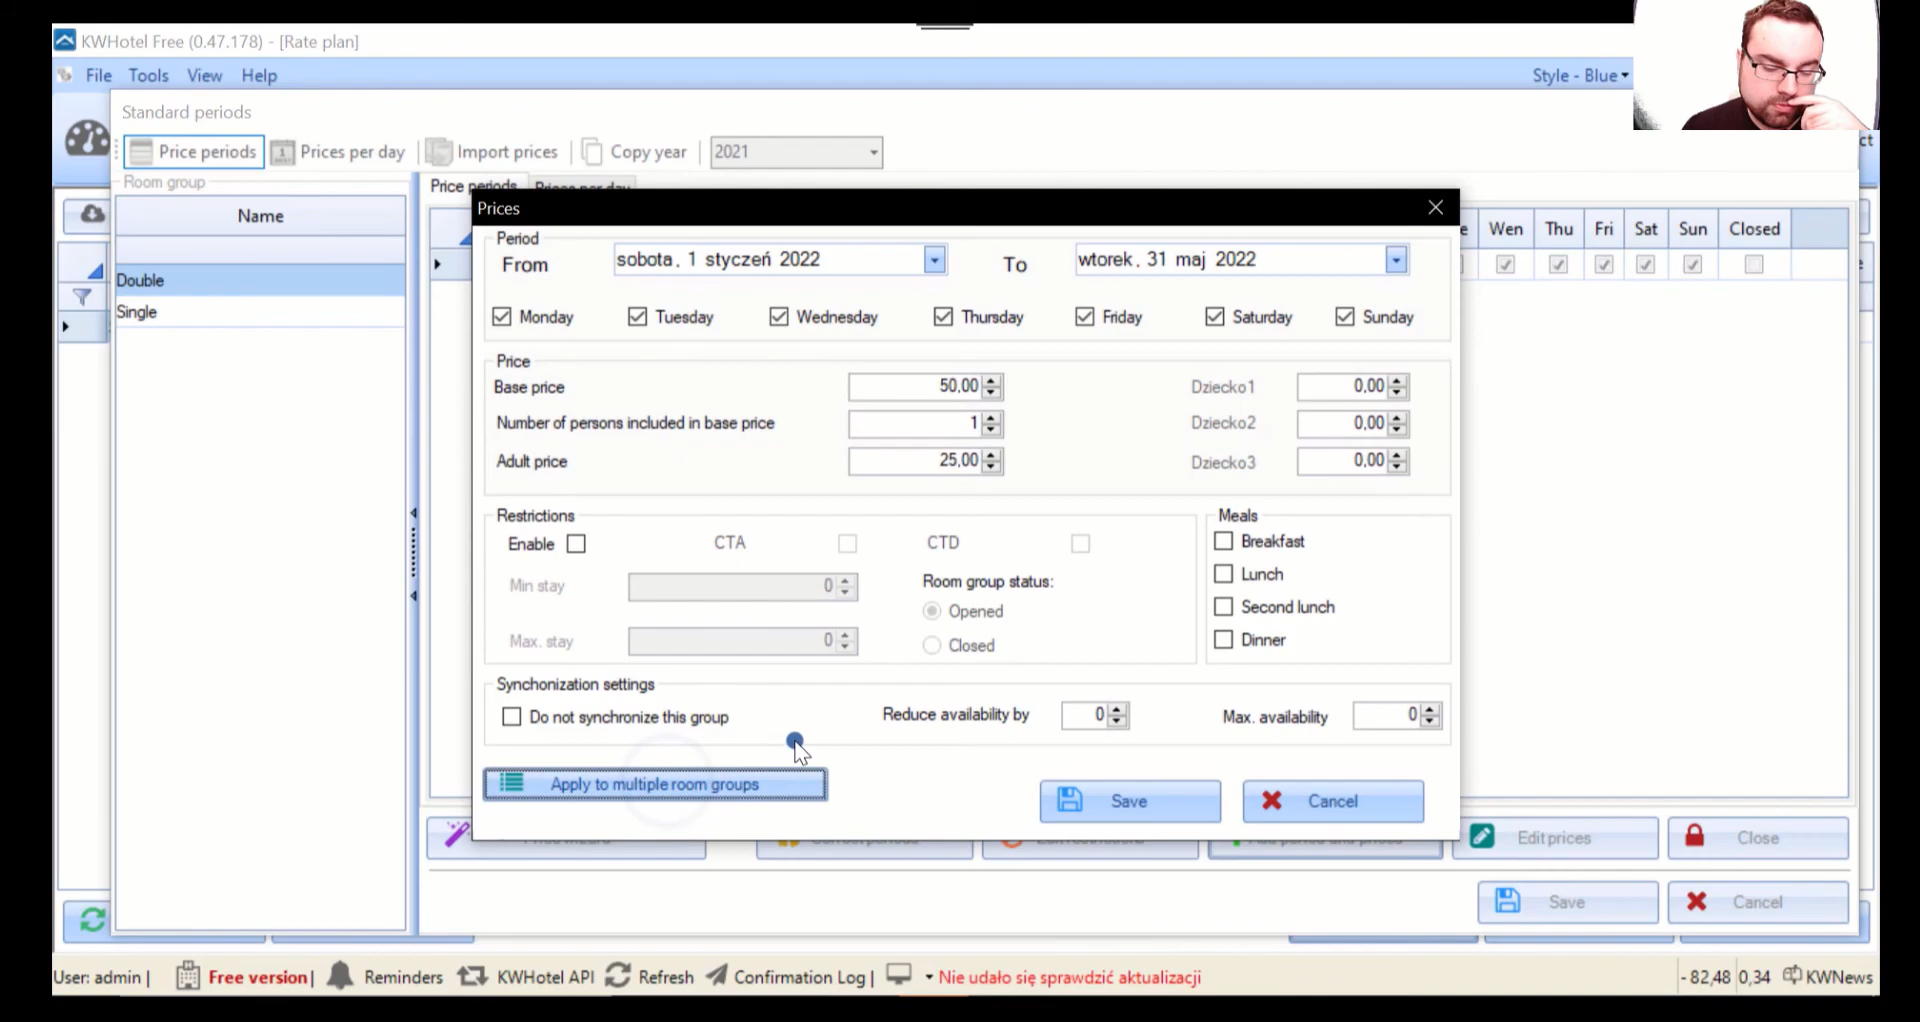 KWHotel Free (0.47.178) - [Rate plan]
File Tools View Help
Style - Blue
Standard periods
Price periods Prices per day Import prices Copy year 2021
Room group
Name
Double
Single
Price periods Prices per day
Wen Thu Fri Sat Sun Closed
Prices
Period
From sobota, 1 styczeń 2022 To wtorek, 31 maj 2022
Monday Tuesday Wednesday Thursday Friday Saturday Sunday
Price
Base price 50,00 Dziecko1 0,00
Number of persons included in base price 1 Dziecko2 0,00
Adult price 25,00 Dziecko3 0,00
Restrictions
Enable CTA CTD
Min stay 0 Room group status:
Opened
Max. stay 0 Closed
Meals
Breakfast
Lunch
Second lunch
Dinner
Synchonization settings
Do not synchronize this group Reduce availability by 0 Max. availability 0
Apply to multiple room groups Save Cancel
Edit prices Close
Save Cancel
User: admin | Free version | Reminders KWHotel API Refresh Confirmation Log | Nie udało się sprawdzić aktualizacji - 82,48 0,34 KWNews